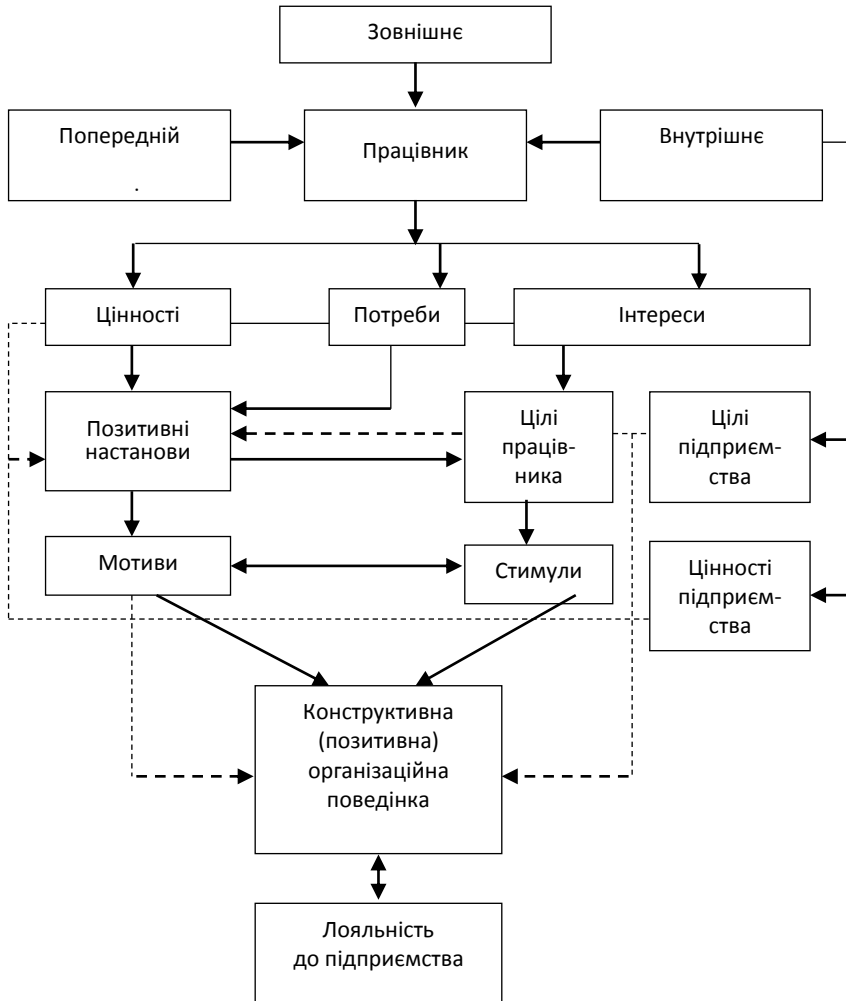 Зовнішнє
Попередній
.
Працівник
Внутрішнє
Цінності
Потреби
Інтереси
Позитивні
настанови
Цілі
праців-
ника
Цілі
підприєм-
ства
Мотиви
Стимули
Цінності
підприєм-
ства
Конструктивна
(позитивна)
організаційна
поведінка
Лояльність
до підприємства